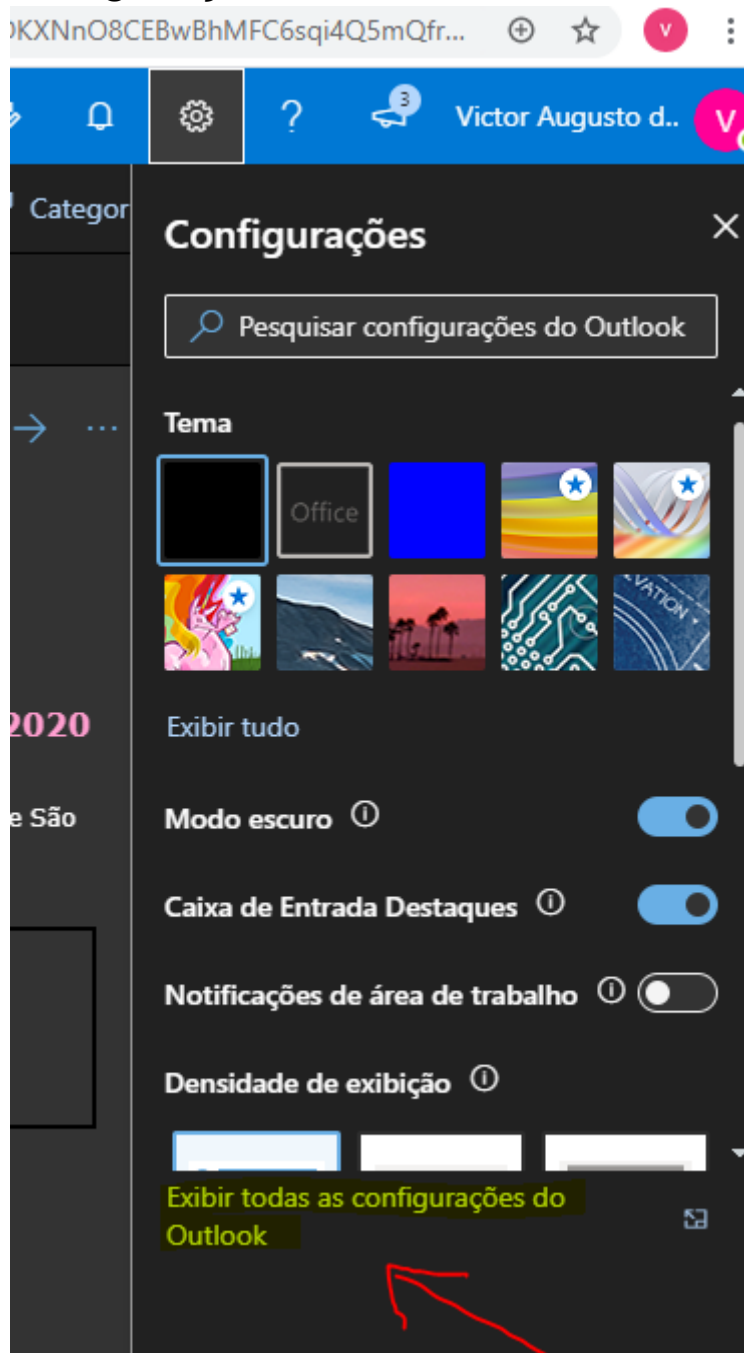 KXNnO8CEBwBhMFC6sqi4Q5mQfr...
V
3
Victor Augusto d..
V
Categor
Configurações
Pesquisar configurações do Outlook
Tema
Office
2020
Exibir tudo
e São
Modo escuro
Caixa de Entrada Destaques
Notificações de área de trabalho
Densidade de exibição
Exibir todas as configurações do
Outlook